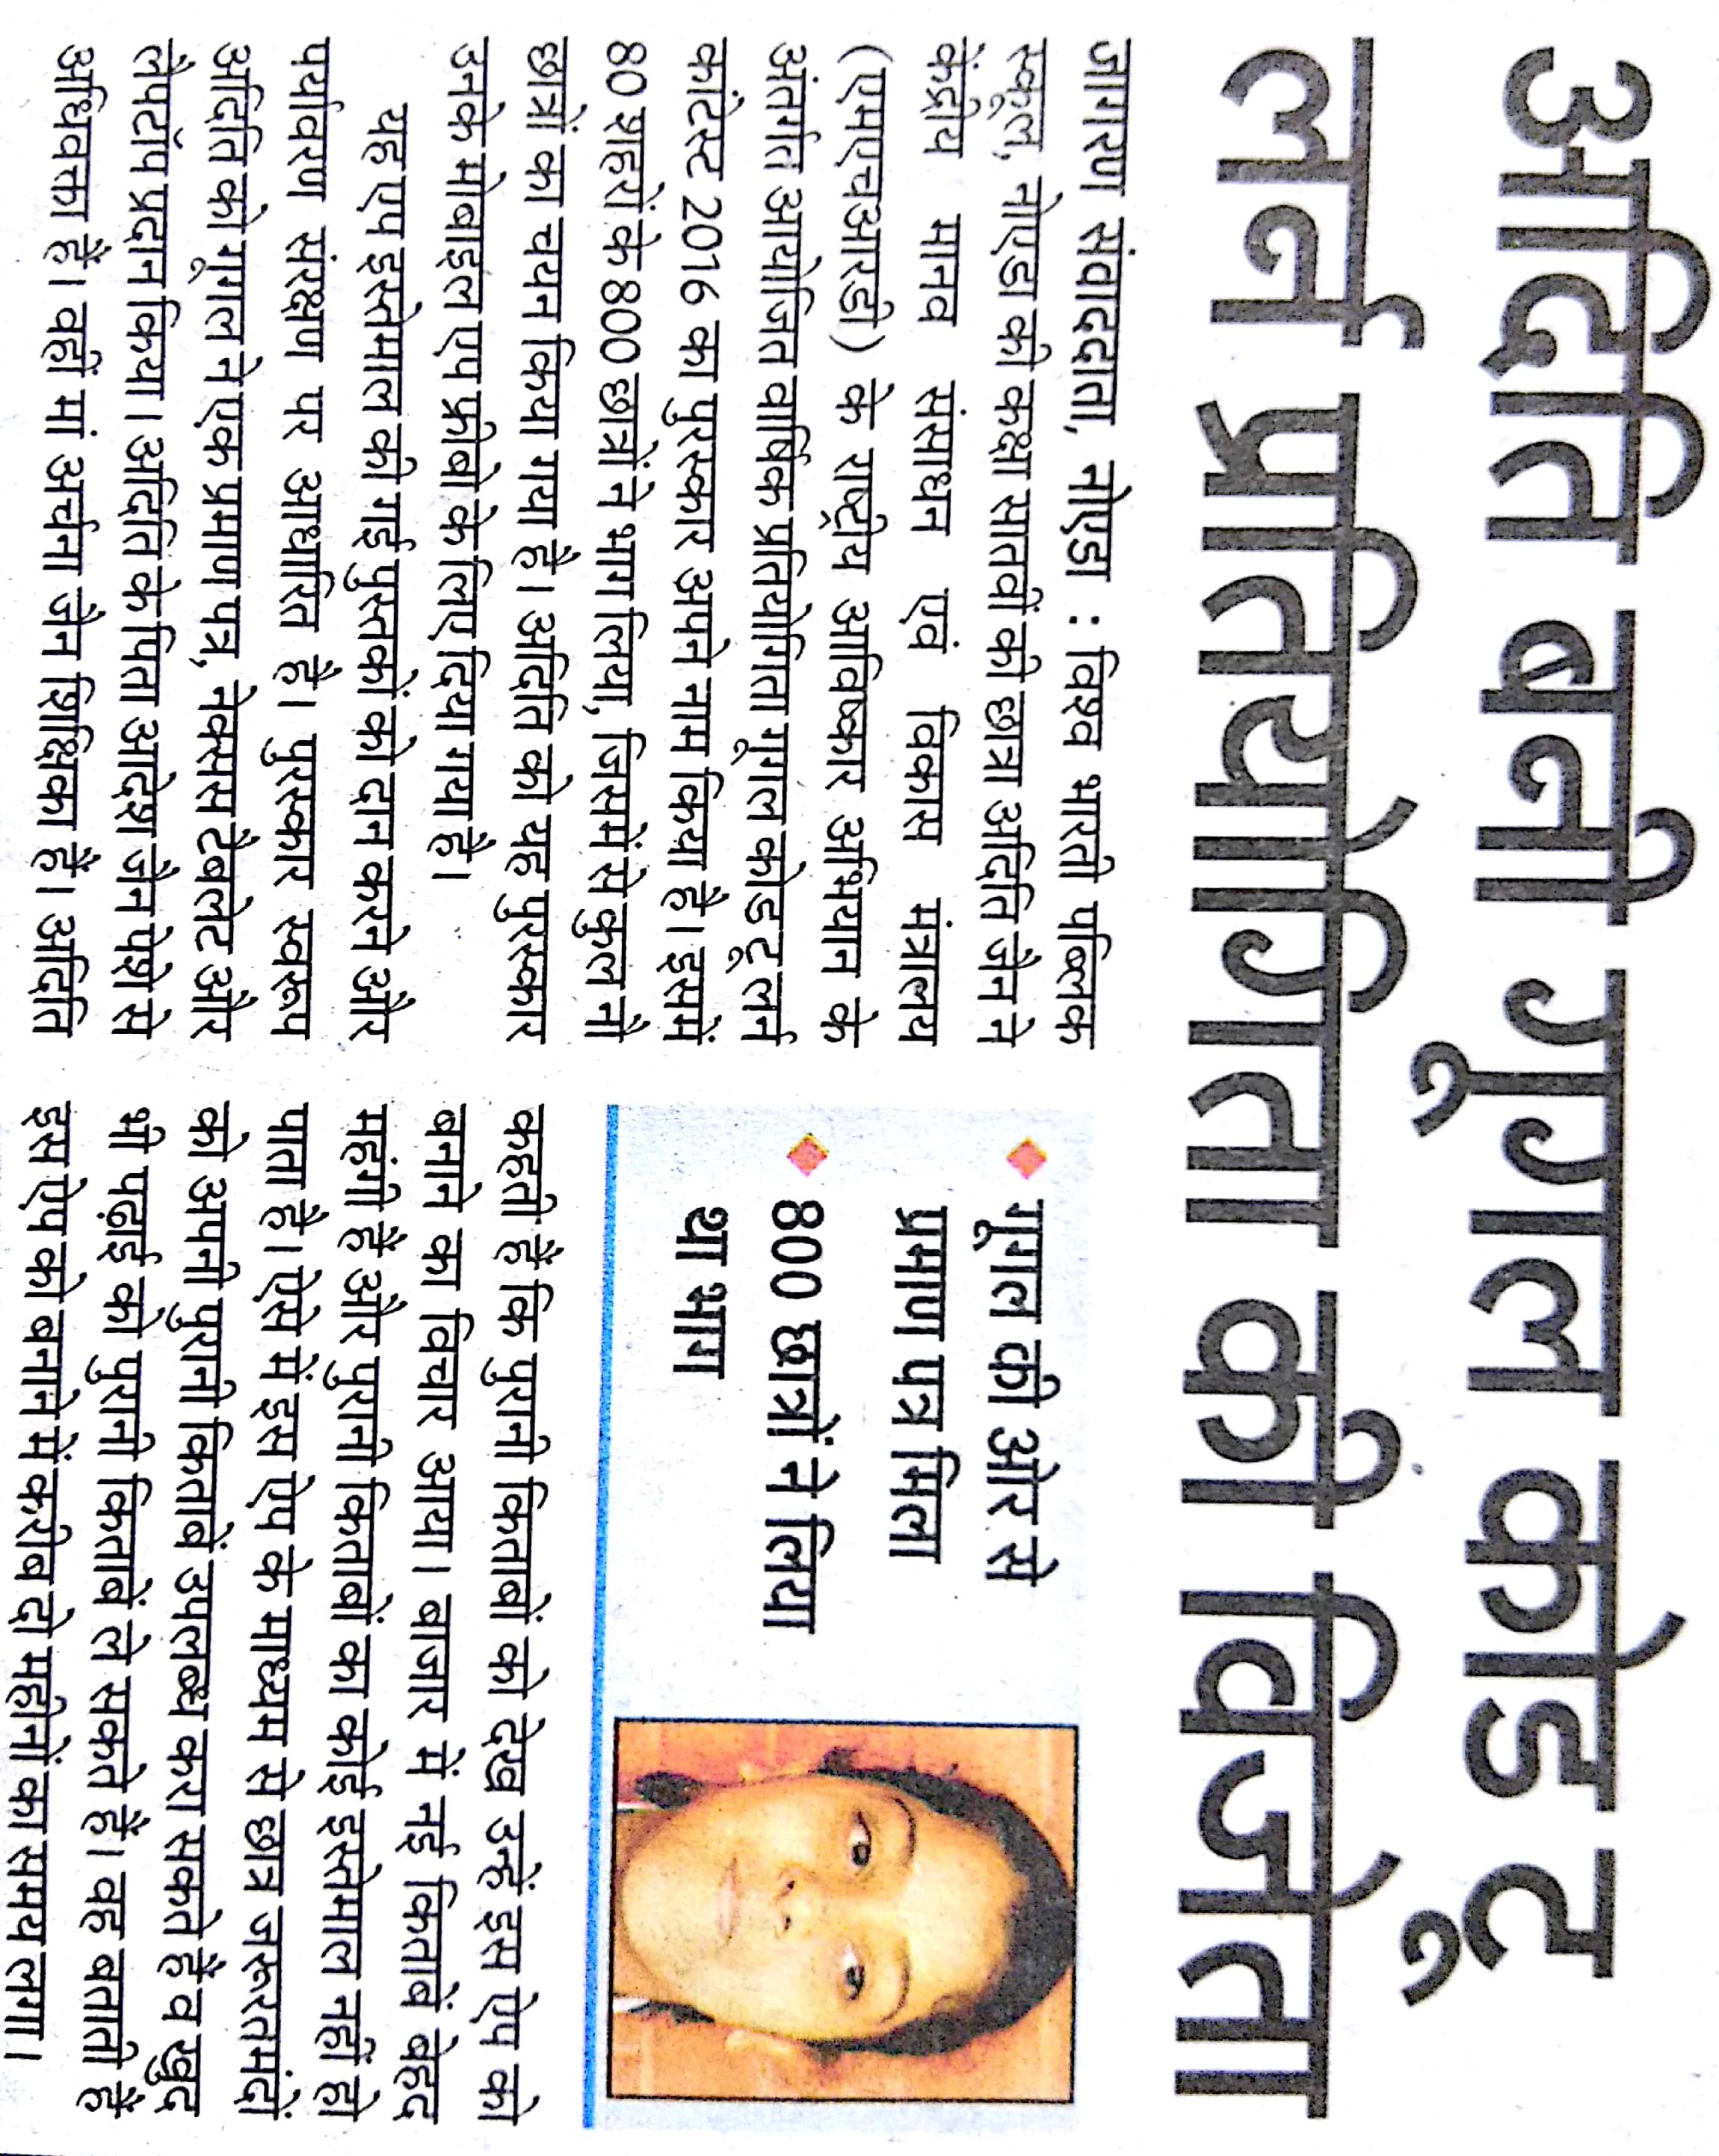 अदिति बनी गूगल कोड टू
लर्न प्रतियोगिता की विजेता
जागरण संवाददाता, नोएडा : विश्व भारती पब्लिक
स्कूल, नोएडा की कक्षा सातवीं की छात्रा अदिति जैन ने
केंद्रीय मानव संसाधन एवं विकास मंत्रालय
(एमएचआरडी) के राष्ट्रीय आविष्कार अभियान के
अंतर्गत आयोजित वार्षिक प्रतियोगिता गूगल कोड टू लर्न
कांटेस्ट 2016 का पुरस्कार अपने नाम किया है। इसमें
80 शहरों के 800 छात्रों ने भाग लिया, जिसमें से कुल नौ
छात्रों का चयन किया गया है। अदिति को यह पुरस्कार
उनके मोबाइल एप फ्रीबो के लिए दिया गया है।
यह एप इस्तेमाल की गई पुस्तकों को दान करने और
पर्यावरण संरक्षण पर आधारित है। पुरस्कार स्वरूप
अदिति को गूगल ने एक प्रमाण पत्र, नेक्सस टैबलेट और
लैपटॉप प्रदान किया। अदिति के पिता आदेश जैन पेशे से
अधिवक्ता हैं। वहीं मां अर्चना जैन शिक्षिका हैं। अदिति
◆ गूगल की ओर से
प्रमाण पत्र मिला
◆ 800 छात्रों ने लिया
था भाग
कहती हैं कि पुरानी किताबों को देख उन्हें इस ऐप को
बनाने का विचार आया। बाजार में नई किताबें बेहद
महंगी हैं और पुरानी किताबों का कोई इस्तेमाल नहीं हो
पाता है। ऐसे में इस ऐप के माध्यम से छात्र जरूरतमंदों
को अपनी पुरानी किताबें उपलब्ध करा सकते हैं व खुद
भी पढ़ाई को पुरानी किताबें ले सकते हैं। वह बताती हैं
इस ऐप को बनाने में करीब दो महीनों का समय लगा।